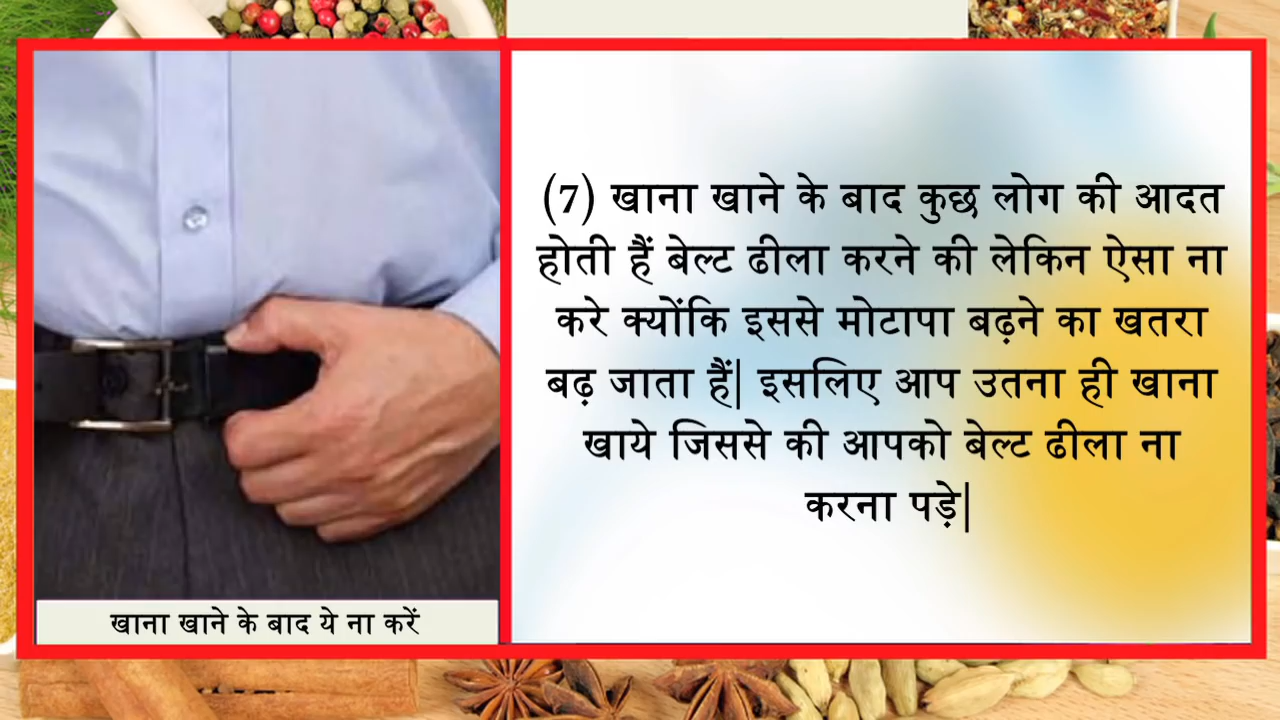 (7) खाना खाने के बाद कुछ लोग की आदत
होती हैं बेल्ट ढीला करने की लेकिन ऐसा ना
करे क्योंकि इससे मोटापा बढ़ने का खतरा
बढ़ जाता हैं| इसलिए आप उतना ही खाना
खाये जिससे की आपको बेल्ट ढीला ना
करना पड़े|
खाना खाने के बाद ये ना करें